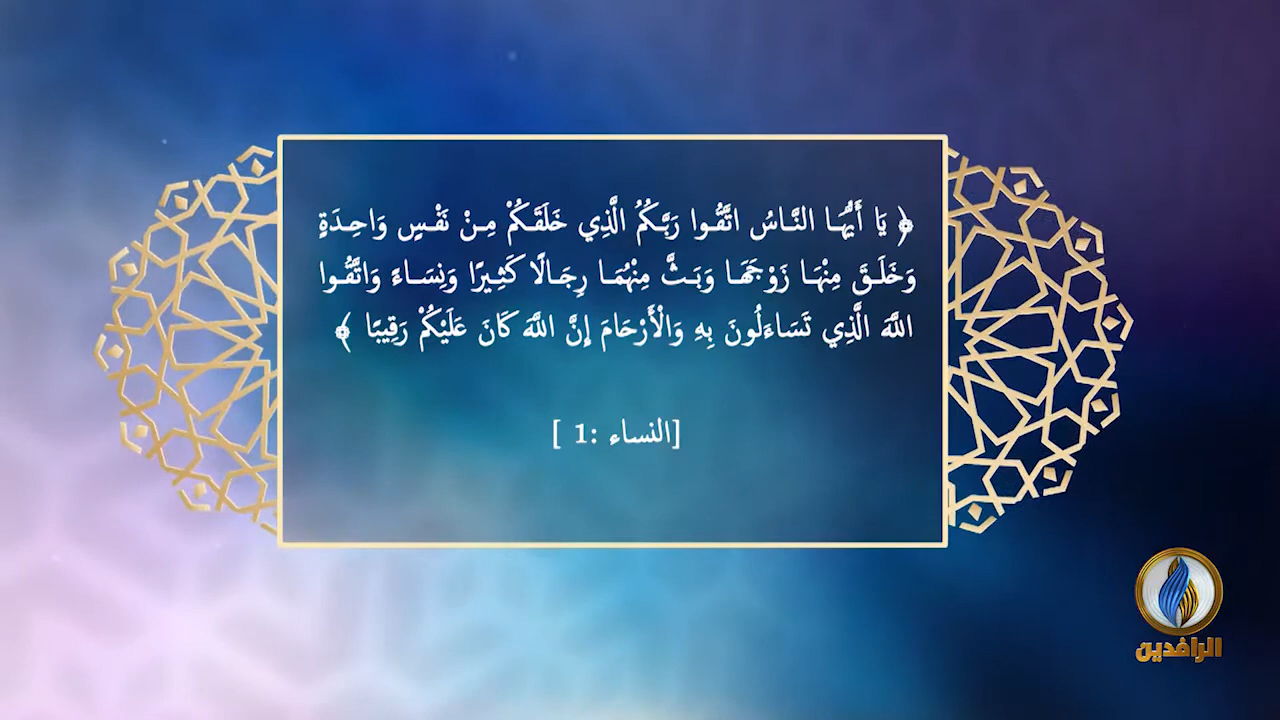 ﴿ يَا أَيُّهَا النَّاسُ اتَّقُوا رَبَّكُمُ الَّذِي خَلَقَكُمْ مِنْ نَفْسٍ وَاحِدَةٍ
وَخَلَقَ مِنْهَا زَوْجَهَا وَبَثَّ مِنْهُمَا رِجَالًا كَثِيرًا وَنِسَاءً وَاتَّقُوا
اللَّهَ الَّذِي تَسَاءَلُونَ بِهِ وَالْأَرْحَامَ إِنَّ اللَّهَ كَانَ عَلَيْكُمْ رَقِيبًا ﴾
[النساء :1 ]
الرافدين